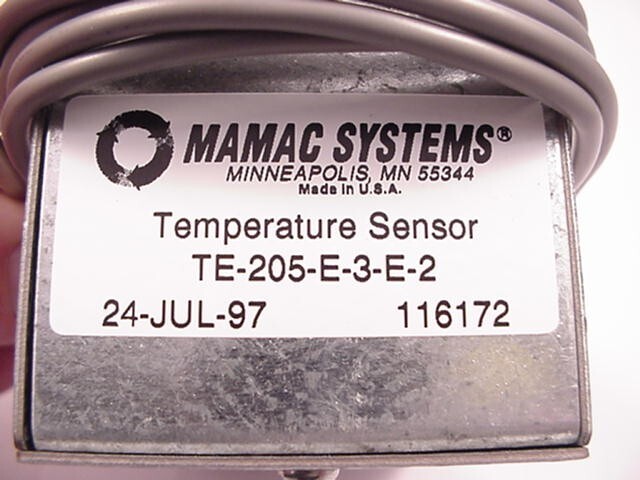 MAMAC SYSTEMS®
MINNEAPOLIS, MN 55344
Made in U.S.A.
Temperature Sensor
TE-205-E-3-E-2
24-JUL-97 116172